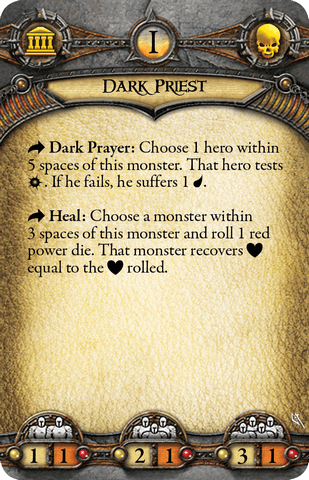 I
DARK PRIEST
Dark Prayer: Choose 1 hero within
5 spaces of this monster. That hero tests
. If he fails, he suffers 1 .
Heal: Choose a monster within
3 spaces of this monster and roll 1 red
power die. That monster recovers
equal to the rolled.
1 1 2 1 3 1